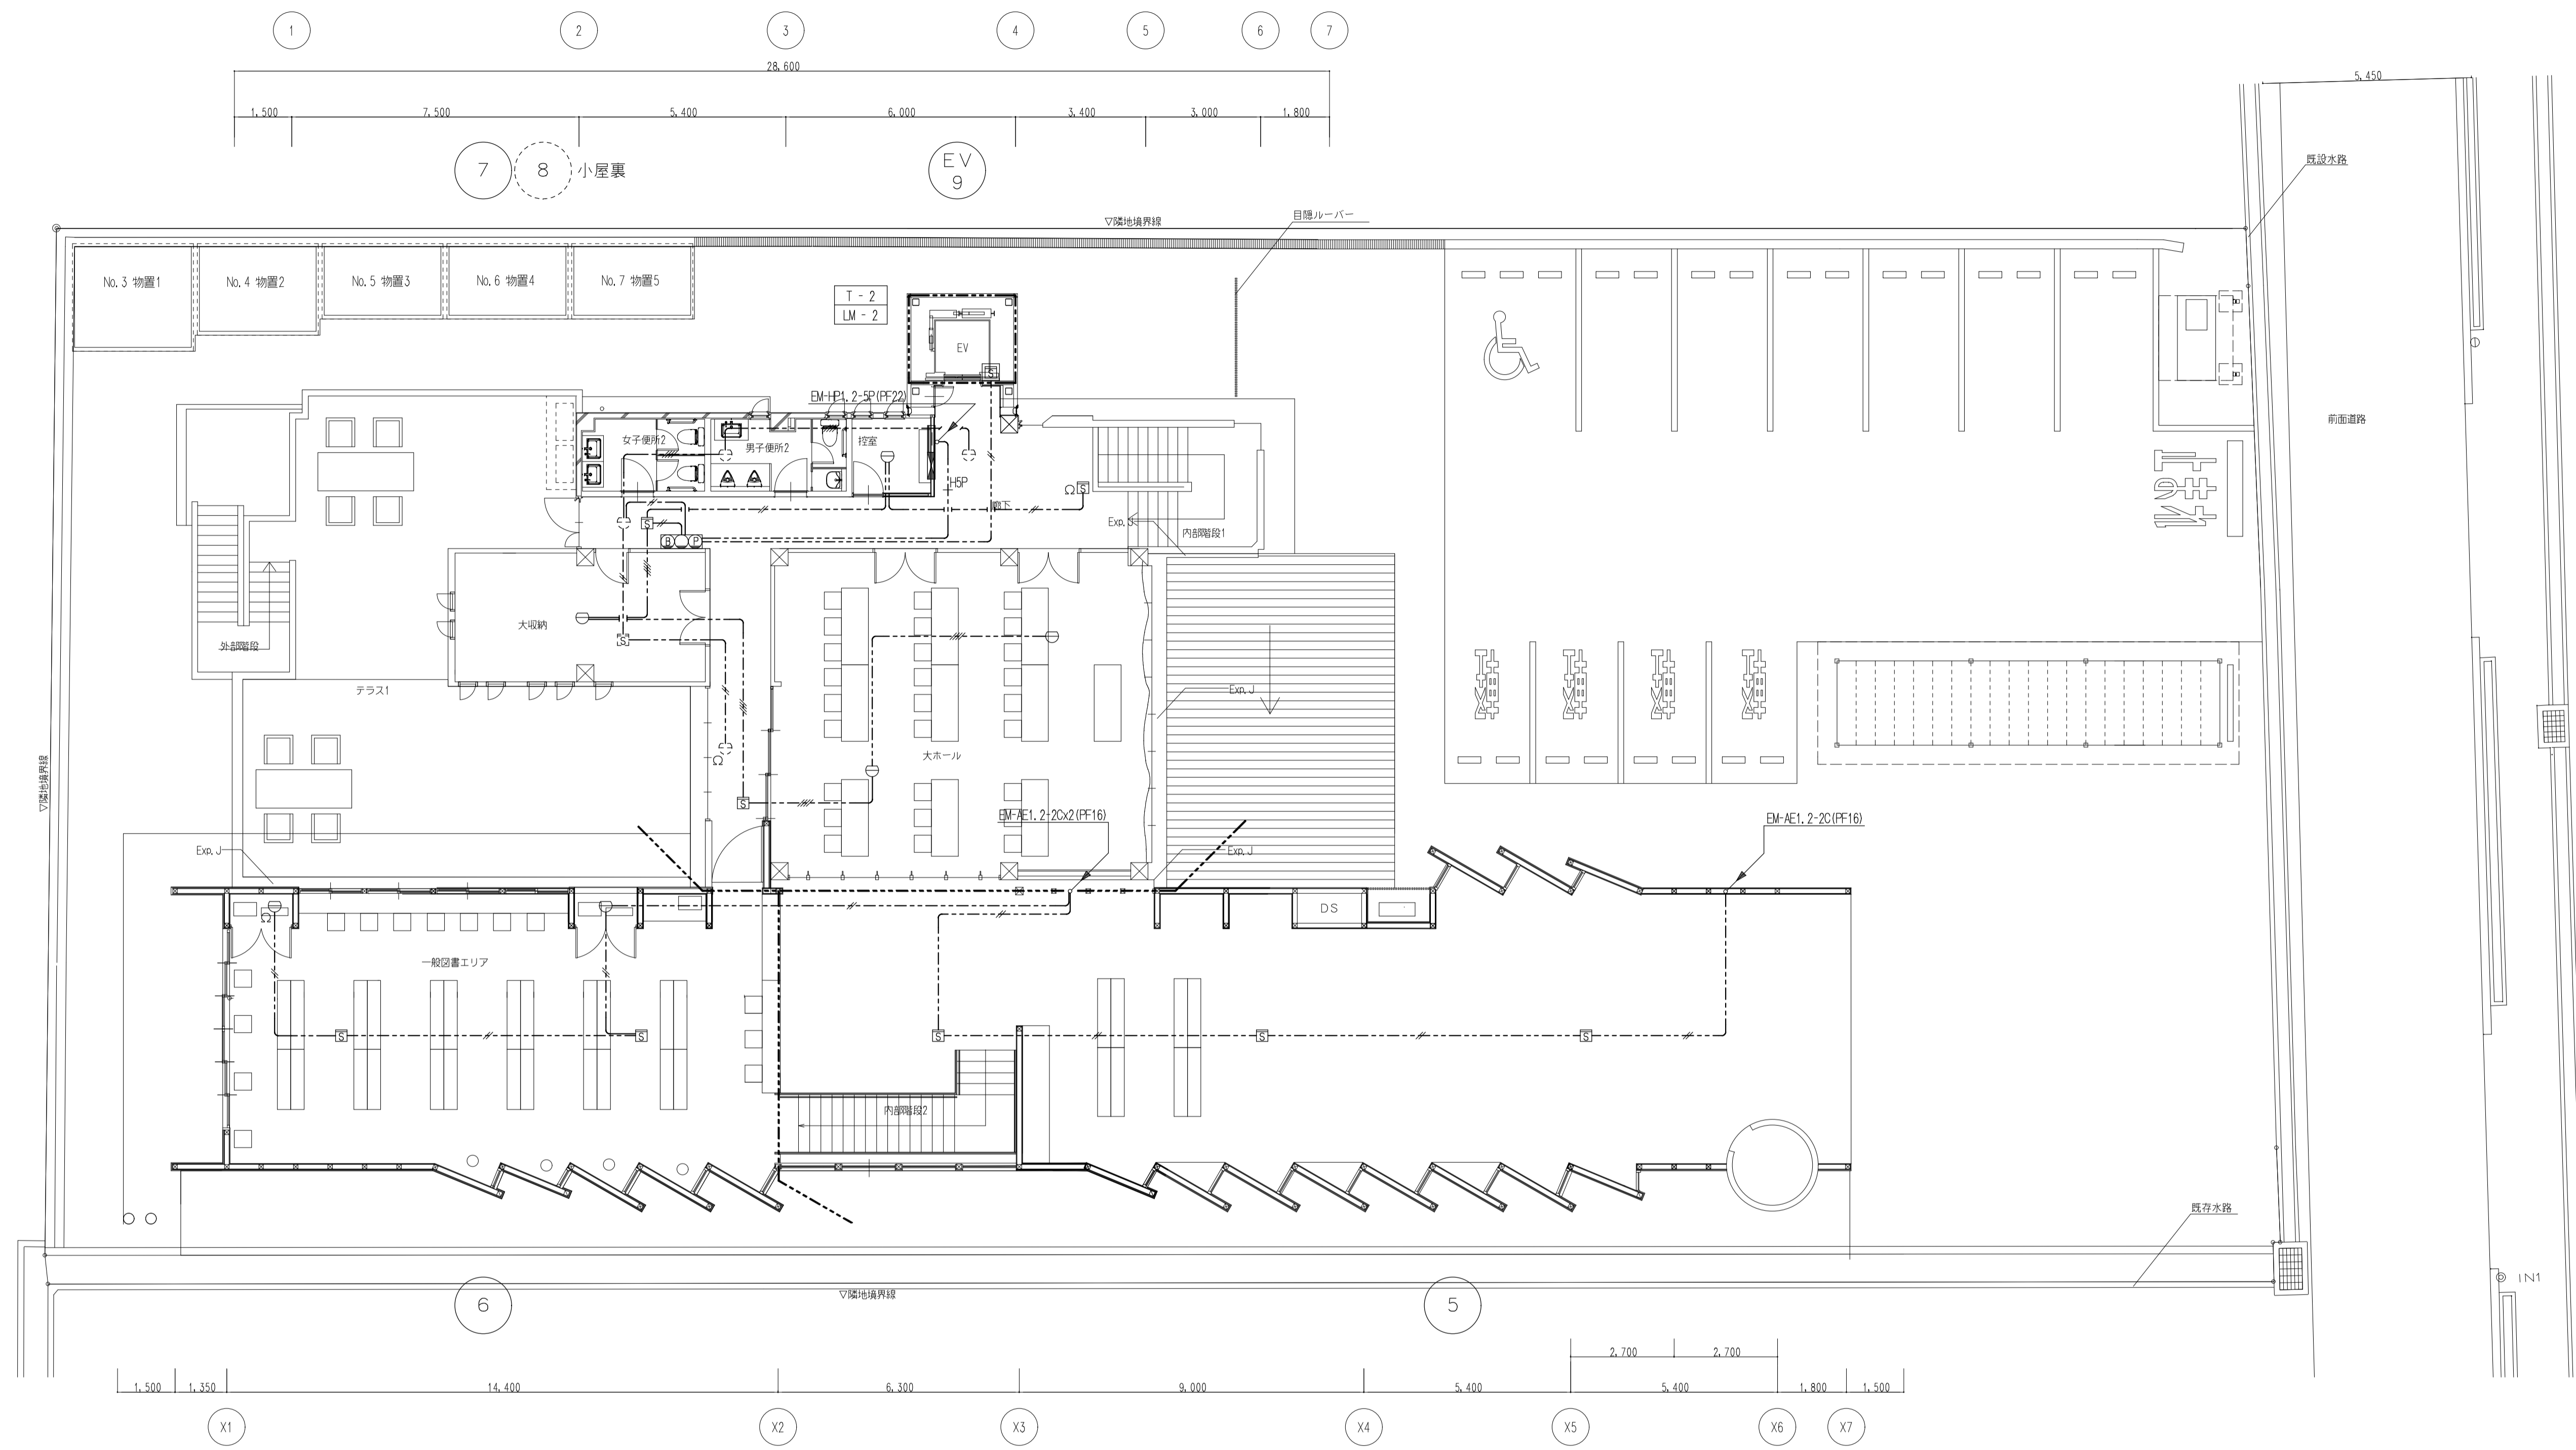 1 2 3 4 5 6 7
28,600
5,450
1,500 7,500 5,400 6,000 3,400 3,000 1,800
7 8 小屋裏
EV
9
既設水路
目隠ルーバー
▽隣地境界線
No.3 物置1
No.4 物置2
No.5 物置3
No.6 物置4
No.7 物置5
T - 2
LM - 2
EV
S
EM-HP1.2-5P(PF22)
前面道路
女子便所2
男子便所2
控室
H5P
Ω S
廊下
S
Exp.J
内部階段1
B P
大収納
S
外部階段
テラス1
Exp.J
大ホール
Ω
▽隣地境界線
S
EM-AE1.2-2Cx2(PF16)
EM-AE1.2-2C(PF16)
Exp.J
Exp.J
DS
Ω
一般図書エリア
S
S
S
S
S
内部階段2
既存水路
IN1
▽隣地境界線
6
5
2,700 2,700
1,500 1,350 14,400 6,300 9,000 5,400 5,400 1,800 1,500
X1 X2 X3 X4 X5 X6 X7